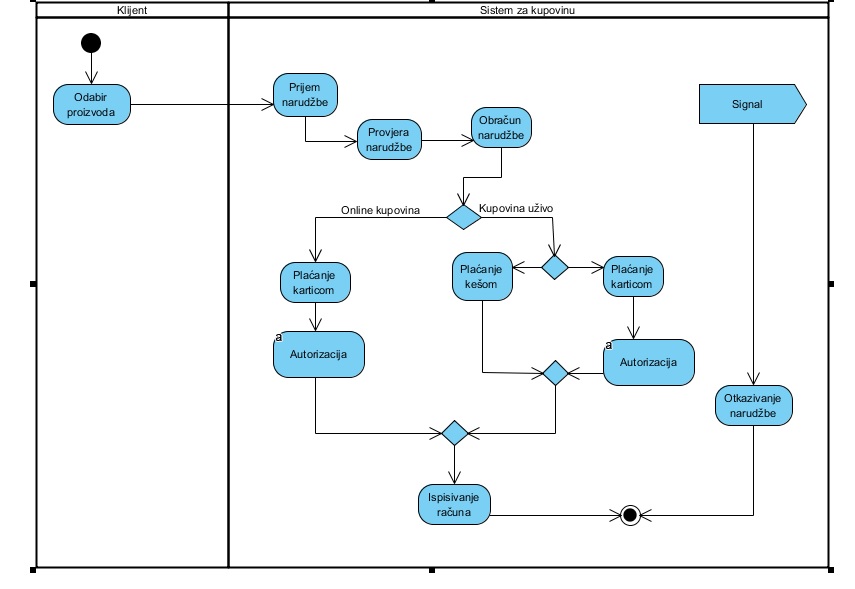 Klijent
Sistem za kupovinu
Odabir
proizvoda
Prijem
narudžbe
Provjera
narudžbe
Obračun
narudžbe
Signal
Online kupovina
Kupovina uživo
Plaćanje
karticom
Plaćanje
kešom
Plaćanje
karticom
a
Autorizacija
a
Autorizacija
Otkazivanje
narudžbe
Ispisivanje
računa